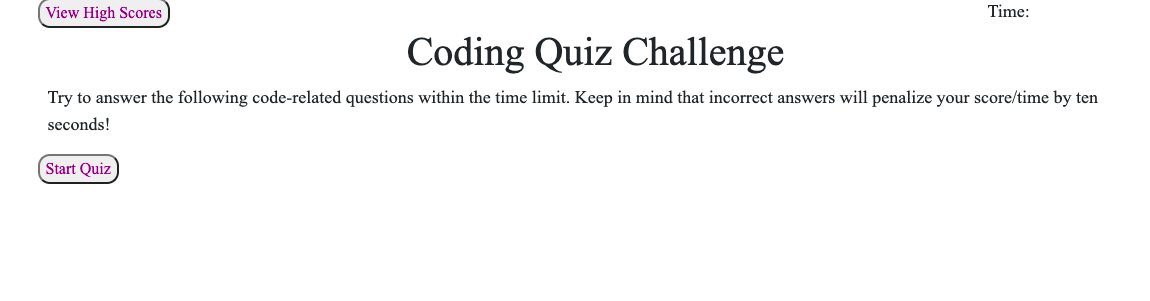 View High Scores
Time:
Coding Quiz Challenge
Try to answer the following code-related questions within the time limit. Keep in mind that incorrect answers will penalize your score/time by ten
seconds!
Start Quiz